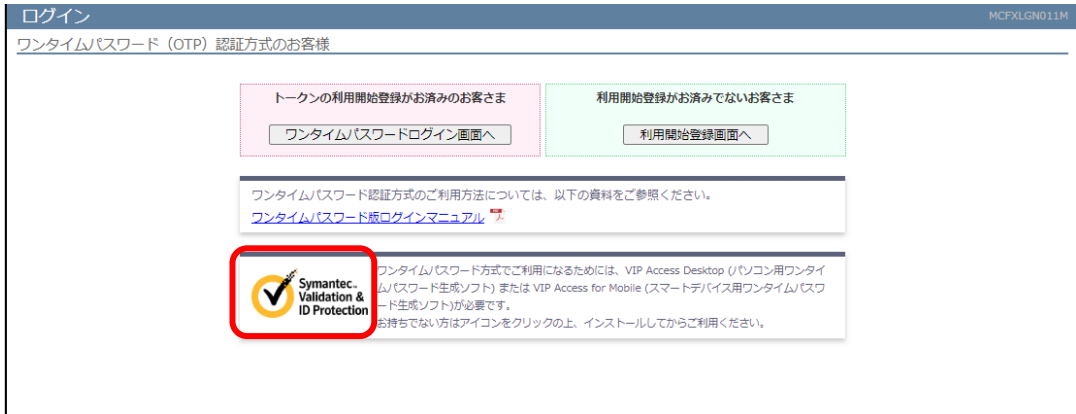 ログイン
MCFXLGN011M
ワンタイムパスワード（OTP）認証方式のお客様
トークンの利用開始登録がお済みのお客さま
利用開始登録がお済みでないお客さま
ワンタイムパスワードログイン画面へ
利用開始登録画面へ
ワンタイムパスワード認証方式のご利用方法については、以下の資料をご参照ください。
ワンタイムパスワード版ログインマニュアル
Symantec™
Validation &
ID Protection
ワンタイムパスワード方式でご利用になるためには、VIP Access Desktop (パソコン用ワンタイ
ムパスワード生成ソフト) または VIP Access for Mobile (スマートデバイス用ワンタイムパスワ
ード生成ソフト)が必要です。
お持ちでない方はアイコンをクリックの上、インストールしてからご利用ください。